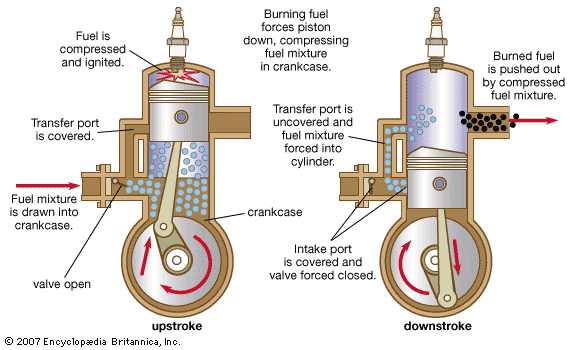 Fuel is
compressed
and ignited.
Burning fuel
forces piston
down, compressing
fuel mixture
in crankcase.
Burned fuel
is pushed out
by compressed
fuel mixture.
Transfer port
is covered.
Transfer port is
uncovered and
fuel mixture
forced into
cylinder.
Fuel mixture
is drawn into
crankcase.
crankcase
valve open
Intake port
is covered and
valve forced closed.
upstroke
downstroke
© 2007 Encyclopædia Britannica, Inc.